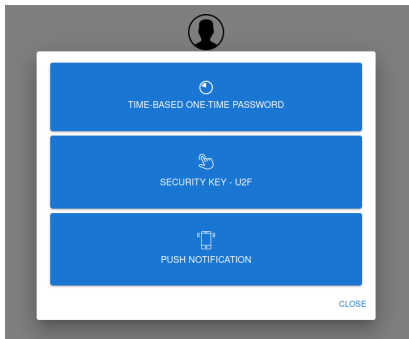 TIME-BASED ONE-TIME PASSWORD
SECURITY KEY - U2F
PUSH NOTIFICATION
CLOSE